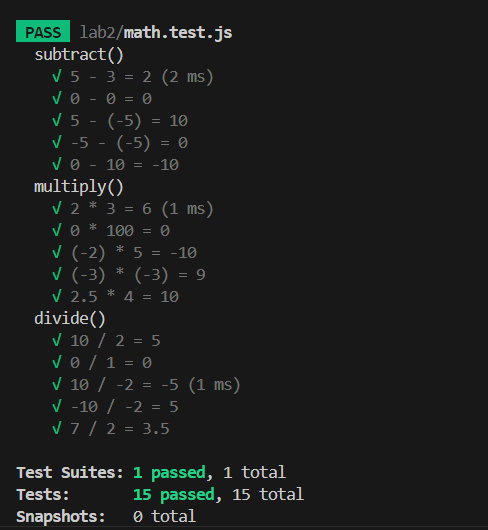 PASS lab2/math.test.js
subtract()
√ 5 - 3 = 2 (2 ms)
√ 0 - 0 = 0
√ 5 - (-5) = 10
√ -5 - (-5) = 0
√ 0 - 10 = -10
multiply()
√ 2 * 3 = 6 (1 ms)
√ 0 * 100 = 0
√ (-2) * 5 = -10
√ (-3) * (-3) = 9
√ 2.5 * 4 = 10
divide()
√ 10 / 2 = 5
√ 0 / 1 = 0
√ 10 / -2 = -5 (1 ms)
√ -10 / -2 = 5
√ 7 / 2 = 3.5
Test Suites: 1 passed, 1 total
Tests: 15 passed, 15 total
Snapshots: 0 total